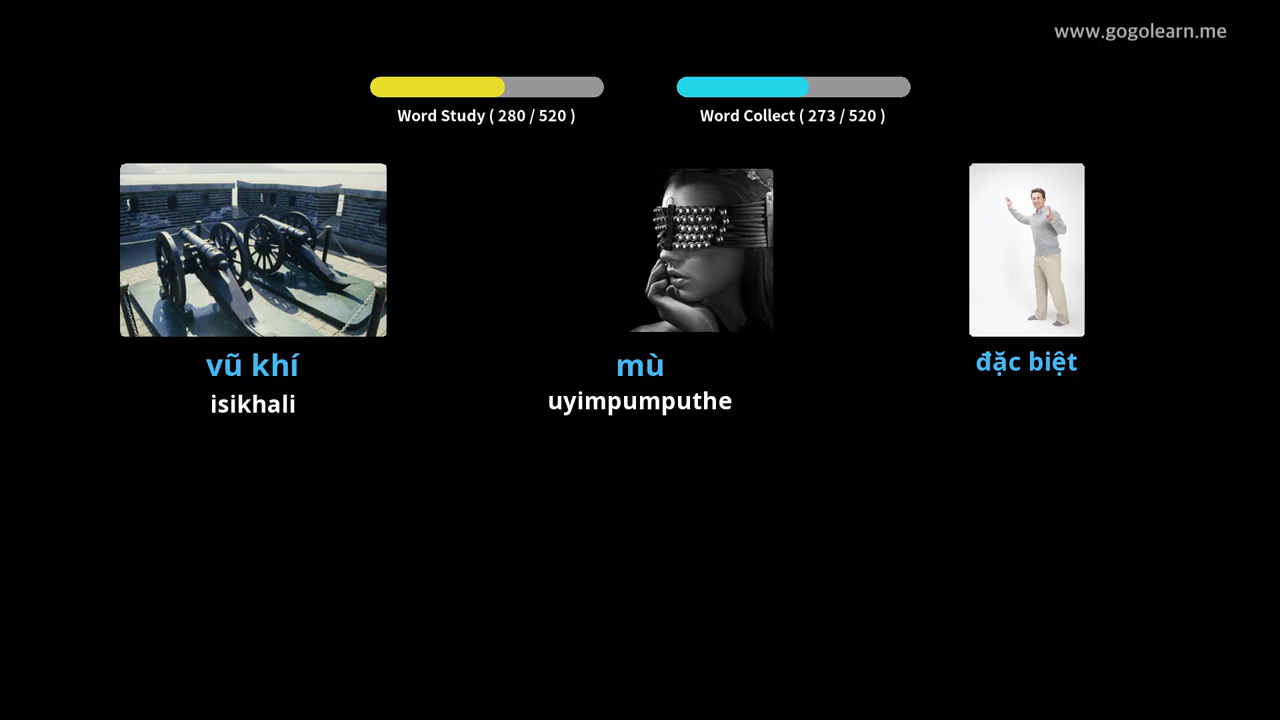 www.gogolearn.me
Word Study ( 280 / 520 )
Word Collect ( 273 / 520 )
vũ khí
isikhali
mù
uyimpumputhe
đặc biệt